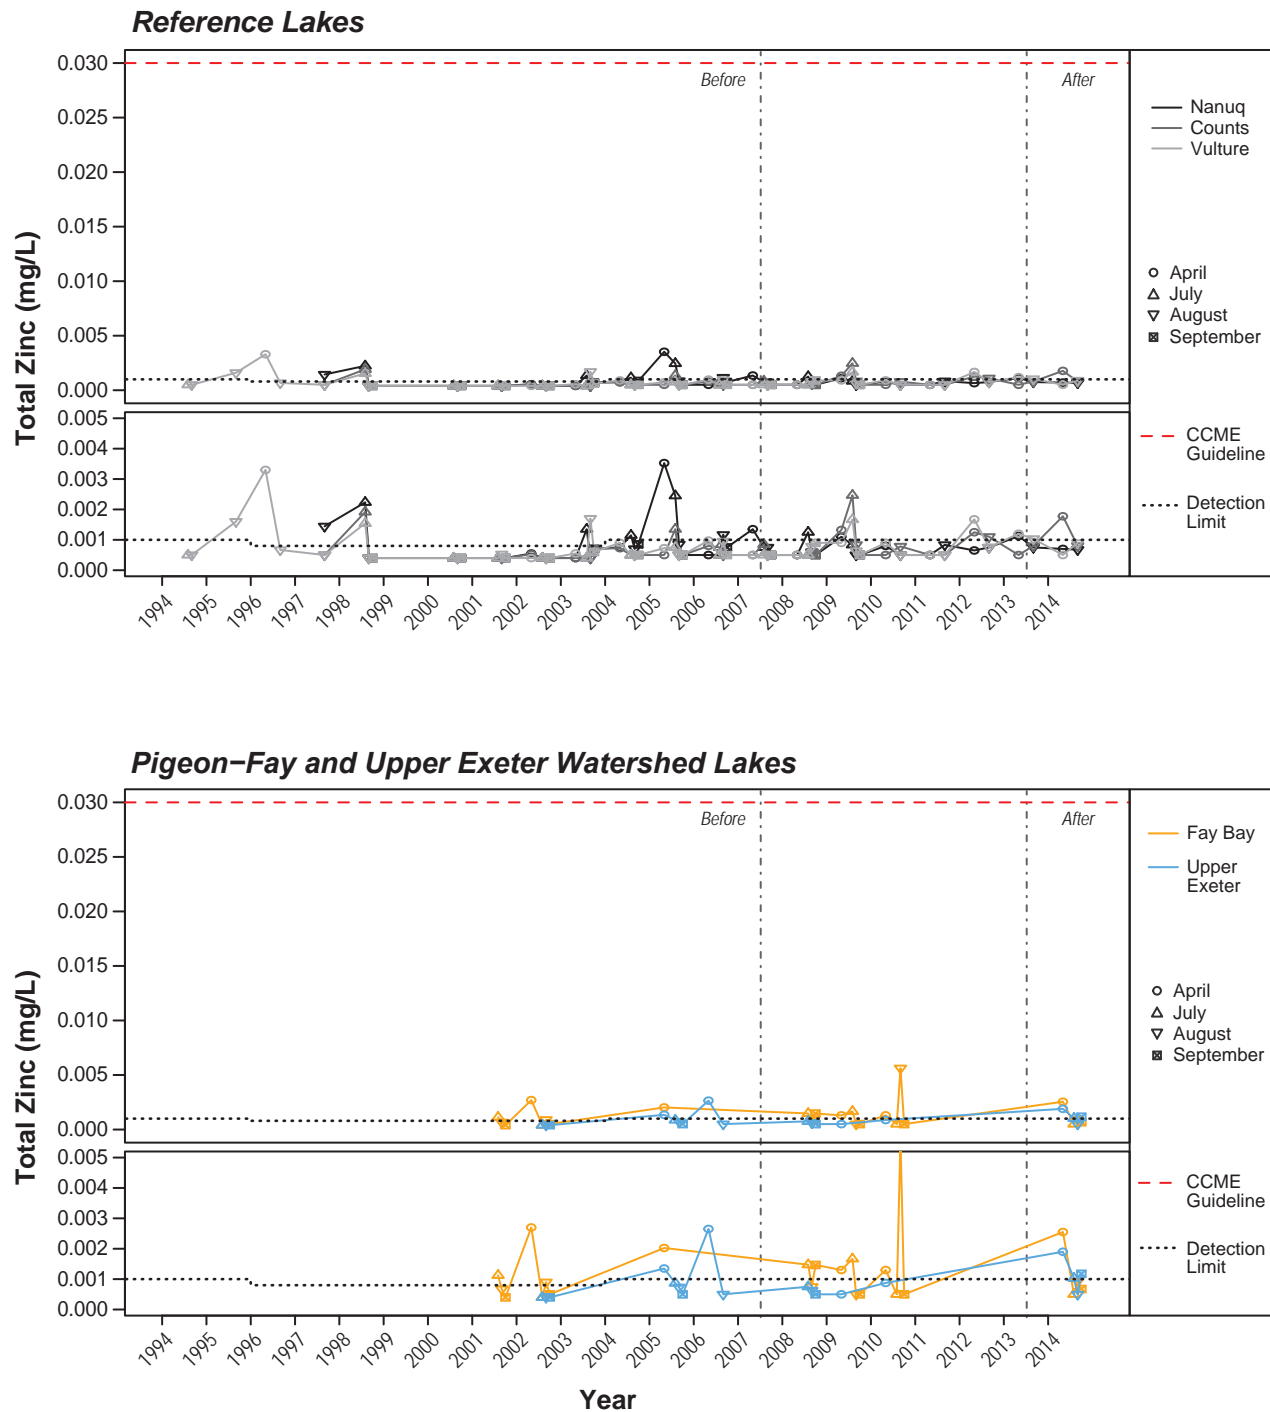 Reference Lakes
0.030
0.025
0.020
0.015
0.010
0.005
0.000
Before
After
Nanuq
Counts
Vulture
April
July
August
September
Total Zinc (mg/L)
0.005
0.004
0.003
0.002
0.001
0.000
CCME
Guideline
Detection
Limit
1994 1995 1996 1997 1998 1999 2000 2001 2002 2003 2004 2005 2006 2007 2008 2009 2010 2011 2012 2013 2014
Pigeon−Fay and Upper Exeter Watershed Lakes
0.030
0.025
0.020
0.015
0.010
0.005
0.000
Before
After
Fay Bay
Upper
Exeter
April
July
August
September
Total Zinc (mg/L)
0.005
0.004
0.003
0.002
0.001
0.000
CCME
Guideline
Detection
Limit
1994 1995 1996 1997 1998 1999 2000 2001 2002 2003 2004 2005 2006 2007 2008 2009 2010 2011 2012 2013 2014
Year